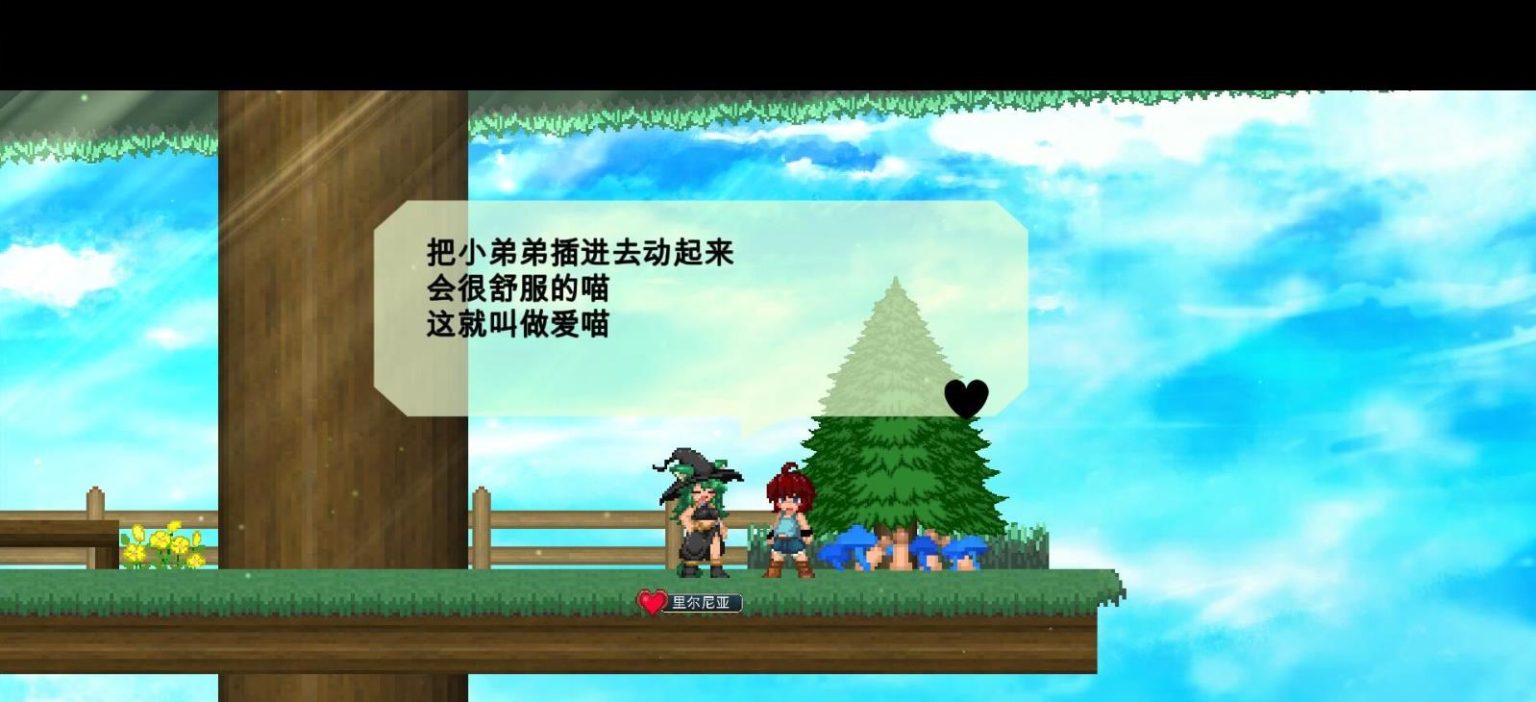 把小弟弟插进去动起来
会很舒服的喵
这就叫做爱喵
里尔尼亚